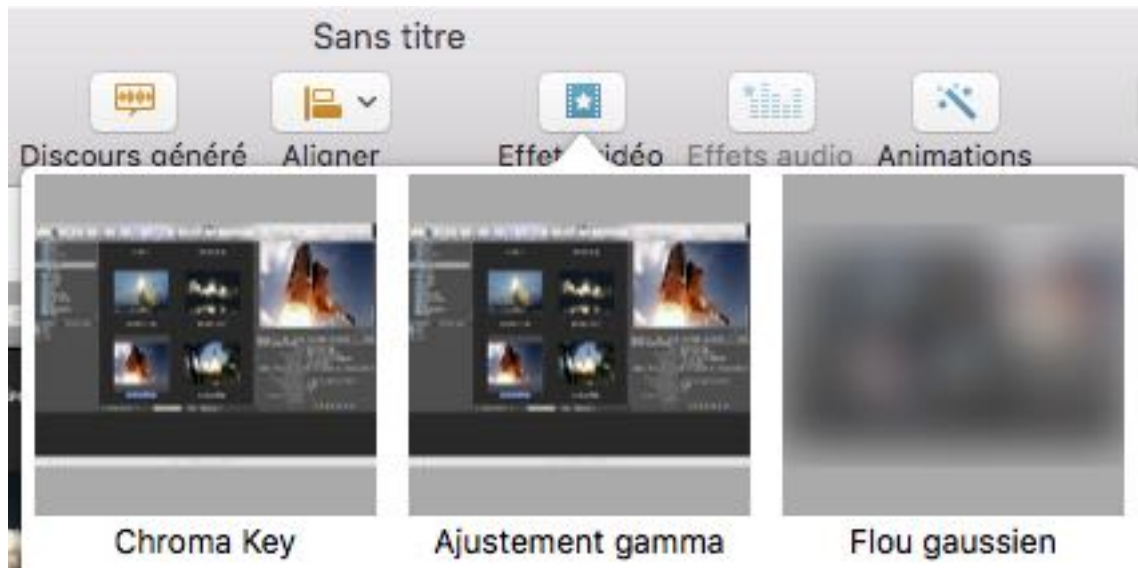 Sans titre
Discours généré Aligner Effets vidéo Effets audio Animations
Chroma Key Ajustement gamma Flou gaussien